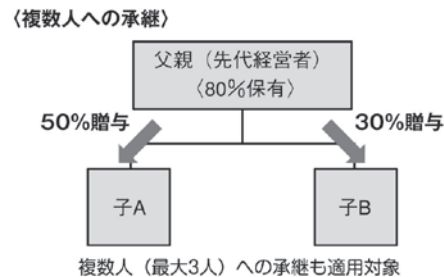 〈複数人への承継〉
父親（先代経営者）
〈80％保有〉
50％贈与
30％贈与
子A
子B
複数人（最大3人）への承継も適用対象